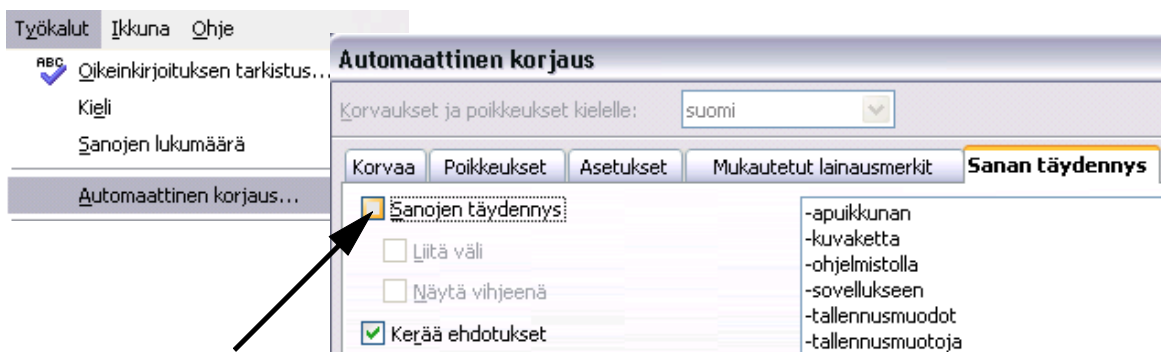 Työkalut Ikkuna Ohje
ABC Oikeinkirjoituksen tarkistus...
Kieli
Sanojen lukumäärä
Automaattinen korjaus...
Automaattinen korjaus
Korvaukset ja poikkeukset kielelle: suomi
Korvaa Poikkeukset Asetukset Mukautetut lainausmerkit Sanan täydennys
Sanojen täydennys
Liitä väli
Näytä vihjeenä
Kerää ehdotukset
-apuikkunan
-kuvaketta
-ohjelmistolla
-sovellukseen
-tallennusmuodot
-tallennusmuotoja